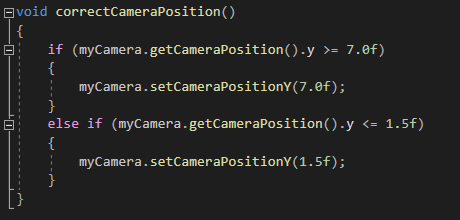 void correctCameraPosition()
{
    if (myCamera.getCameraPosition().y >= 7.0f)
    {
        myCamera.setCameraPositionY(7.0f);
    }
    else if (myCamera.getCameraPosition().y <= 1.5f)
    {
        myCamera.setCameraPositionY(1.5f);
    }
}